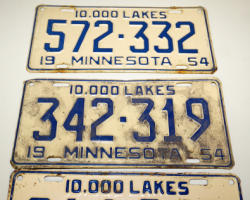 10,000 LAKES
572·332
19 MINNESOTA 54
10,000 LAKES
342·319
19 MINNESOTA 54
10,000 LAKES